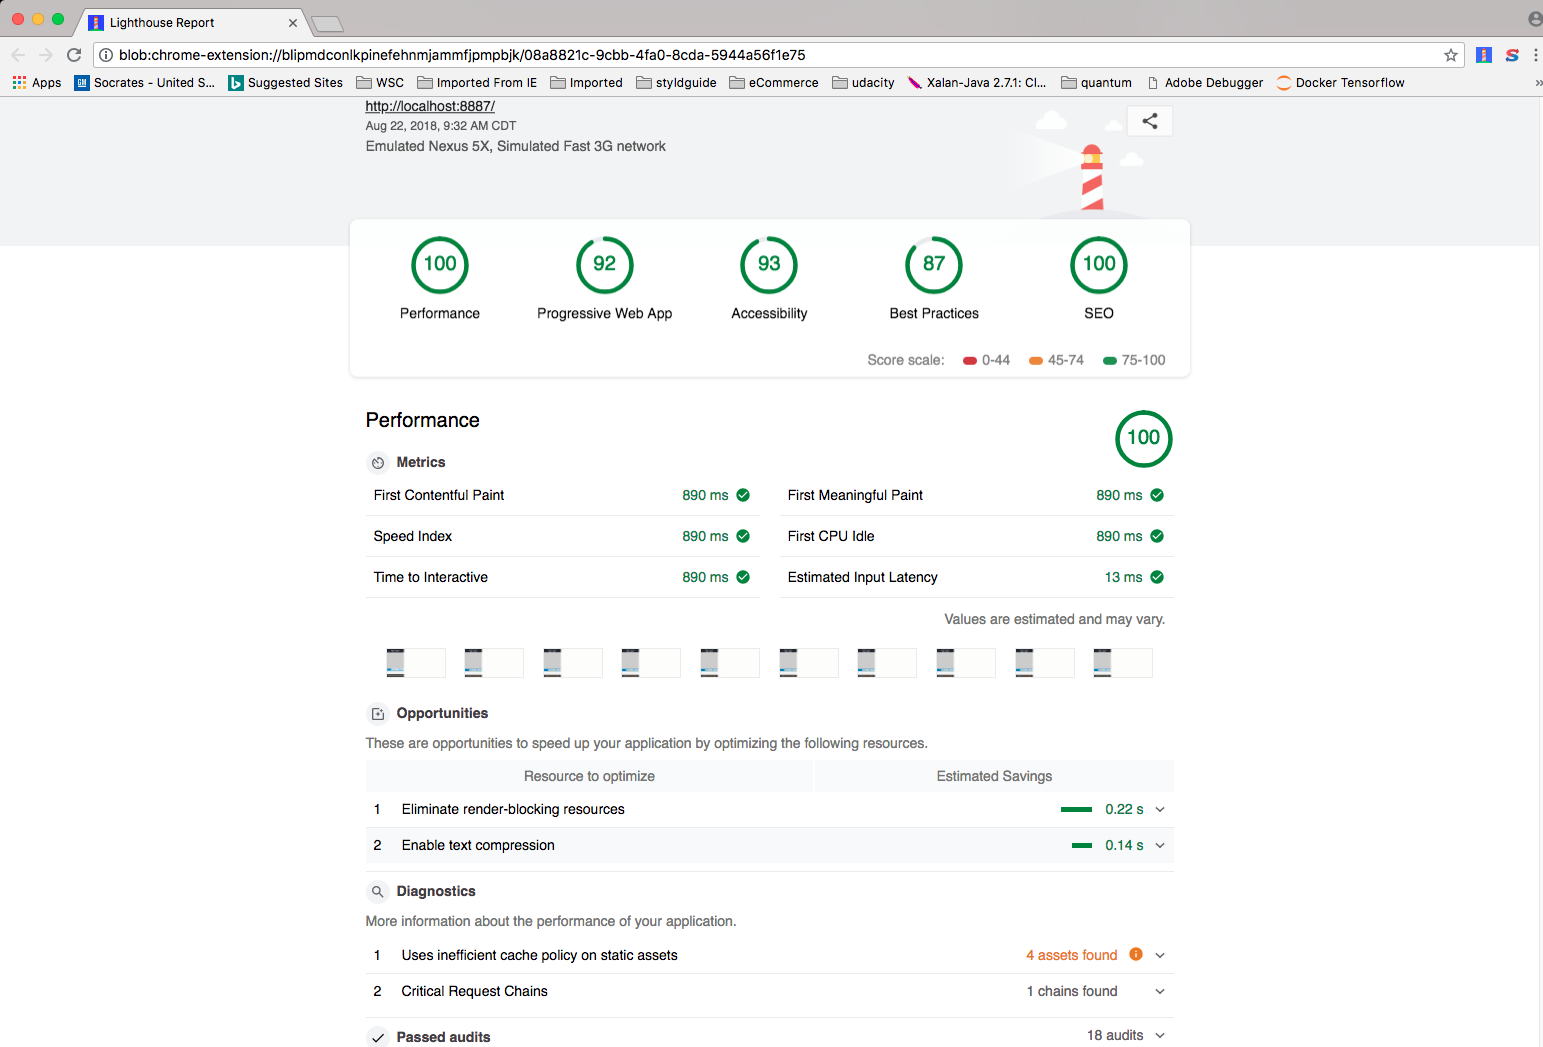 Lighthouse Report
blob:chrome-extension://blipmdconlkpinefehnmjammfjpmpbjk/08a8821c-9cbb-4fa0-8cda-5944a56f1e75
Apps GM Socrates - United S... Suggested Sites WSC Imported From IE Imported styldguide eCommerce udacity Xalan-Java 2.7.1: Cl... quantum Adobe Debugger Docker Tensorflow »
http://localhost:8887/
Aug 22, 2018, 9:32 AM CDT
Emulated Nexus 5X, Simulated Fast 3G network
100 92 93 87 100
Performance Progressive Web App Accessibility Best Practices SEO
Score scale: 0-44 45-74 75-100
Performance 100
Metrics
First Contentful Paint 890 ms First Meaningful Paint 890 ms
Speed Index 890 ms First CPU Idle 890 ms
Time to Interactive 890 ms Estimated Input Latency 13 ms
Values are estimated and may vary.
Opportunities
These are opportunities to speed up your application by optimizing the following resources.
Resource to optimize Estimated Savings
1 Eliminate render-blocking resources 0.22 s
2 Enable text compression 0.14 s
Diagnostics
More information about the performance of your application.
1 Uses inefficient cache policy on static assets 4 assets found
2 Critical Request Chains 1 chains found
Passed audits 18 audits